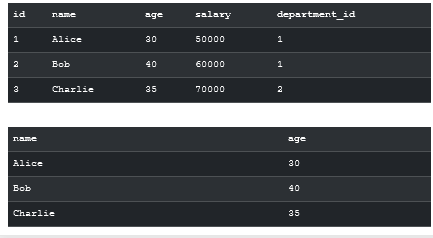 id name age salary department_id
1 Alice 30 50000 1
2 Bob 40 60000 1
3 Charlie 35 70000 2
name age
Alice 30
Bob 40
Charlie 35